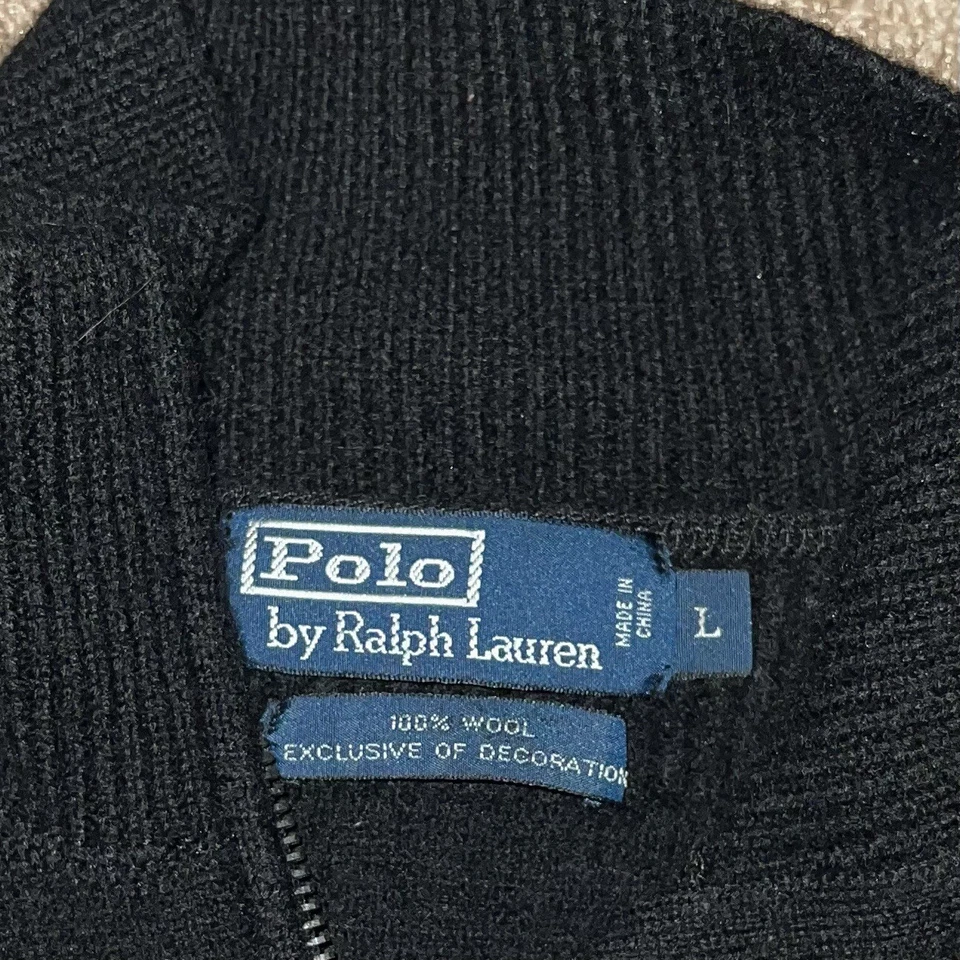 Polo
by Ralph Lauren
MADE IN
CHINA
L
100% WOOL
EXCLUSIVE OF DECORATION